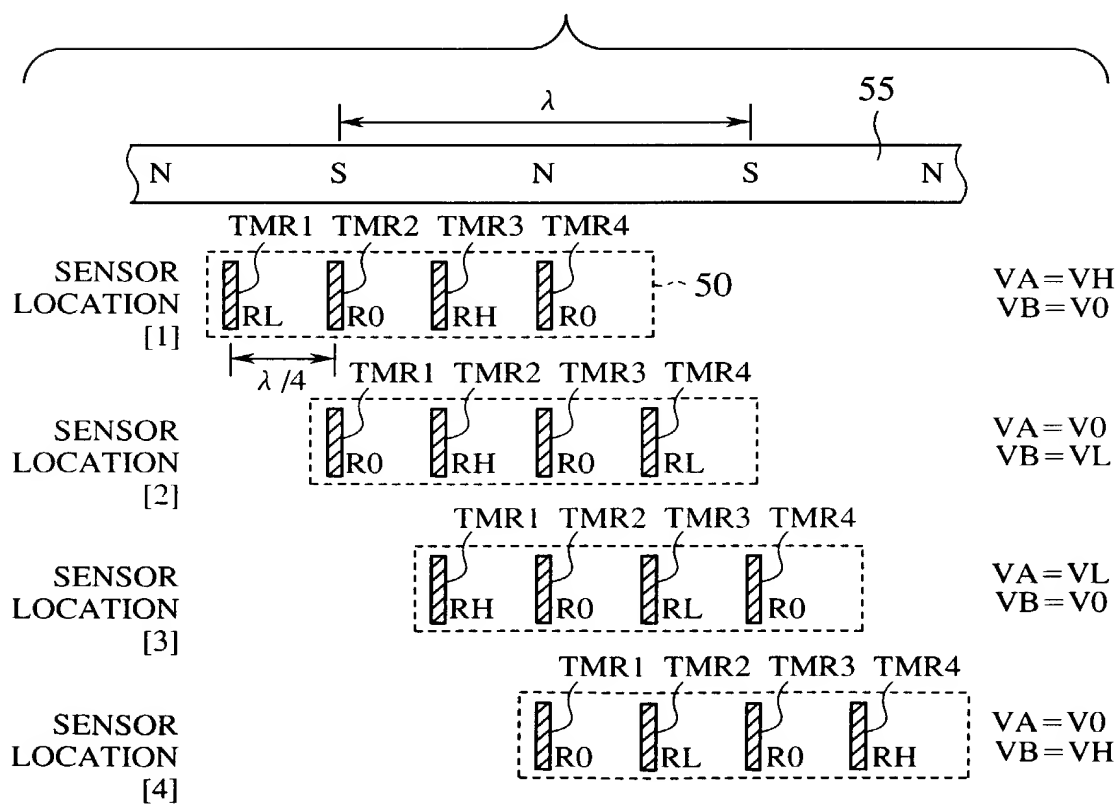 λ
55
N S N S N
TMR1 TMR2 TMR3 TMR4
SENSOR
LOCATION
[1]
RL R0 RH R0
50
VA=VH
VB=V0
λ/4
TMR1 TMR2 TMR3 TMR4
SENSOR
LOCATION
[2]
R0 RH R0 RL
VA=V0
VB=VL
TMR1 TMR2 TMR3 TMR4
SENSOR
LOCATION
[3]
RH R0 RL R0
VA=VL
VB=V0
TMR1 TMR2 TMR3 TMR4
SENSOR
LOCATION
[4]
R0 RL R0 RH
VA=V0
VB=VH